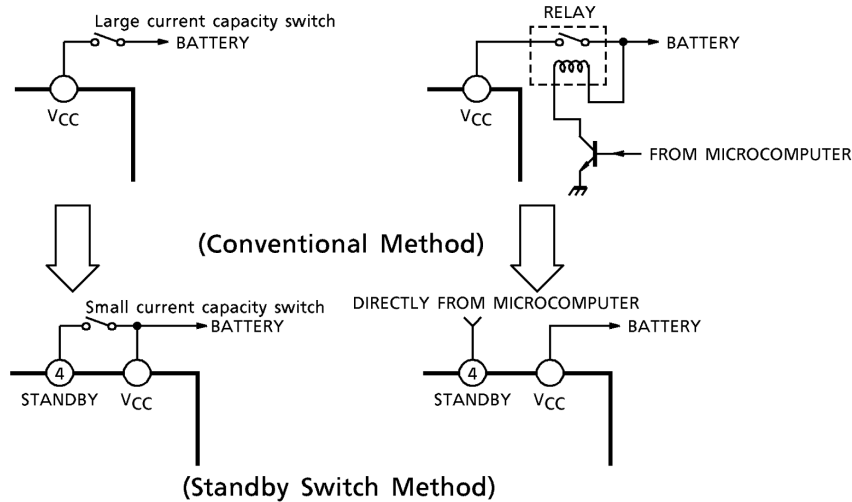 Large current capacity switch
BATTERY
VCC
RELAY
BATTERY
VCC
FROM MICROCOMPUTER
(Conventional Method)
Small current capacity switch
BATTERY
4
STANDBY
VCC
DIRECTLY FROM MICROCOMPUTER
BATTERY
4
STANDBY
VCC
(Standby Switch Method)